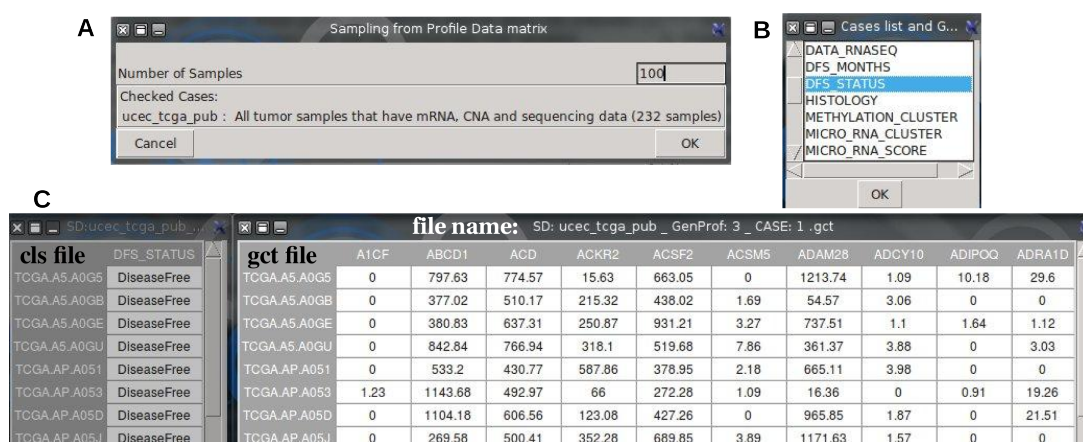 A
Sampling from Profile Data matrix
Number of Samples 100
Checked Cases:
ucec_tcga_pub : All tumor samples that have mRNA, CNA and sequencing data (232 samples)
Cancel OK
B
Cases list and G...
DATA_RNASEQ
DFS_MONTHS
DFS_STATUS
HISTOLOGY
METHYLATION_CLUSTER
MICRO_RNA_CLUSTER
MICRO_RNA_SCORE
OK
C
SD:ucec_tcga_pub_...
cls file DFS_STATUS
TCGA.A5.A0G5 DiseaseFree
TCGA.A5.A0GB DiseaseFree
TCGA.A5.A0GE DiseaseFree
TCGA.A5.A0GU DiseaseFree
TCGA.AP.A051 DiseaseFree
TCGA.AP.A053 DiseaseFree
TCGA.AP.A05D DiseaseFree
TCGA.AP.A05J DiseaseFree
file name: SD: ucec_tcga_pub _ GenProf: 3 _ CASE: 1 .gct
gct file A1CF ABCD1 ACD ACKR2 ACSF2 ACSM5 ADAM28 ADCY10 ADIPOQ ADRA1D
TCGA.A5.A0G5 0 797.63 774.57 15.63 663.05 0 1213.74 1.09 10.18 29.6
TCGA.A5.A0GB 0 377.02 510.17 215.32 438.02 1.69 54.57 3.06 0 0
TCGA.A5.A0GE 0 380.83 637.31 250.87 931.21 3.27 737.51 1.1 1.64 1.12
TCGA.A5.A0GU 0 842.84 766.94 318.1 519.68 7.86 361.37 3.88 0 3.03
TCGA.AP.A051 0 533.2 430.77 587.86 378.95 2.18 665.11 3.98 0 0
TCGA.AP.A053 1.23 1143.68 492.97 66 272.28 1.09 16.36 0 0.91 19.26
TCGA.AP.A05D 0 1104.18 606.56 123.08 427.26 0 965.85 1.87 0 21.51
TCGA.AP.A05J 0 269.58 500.41 352.28 689.85 3.89 1171.63 1.57 0 0